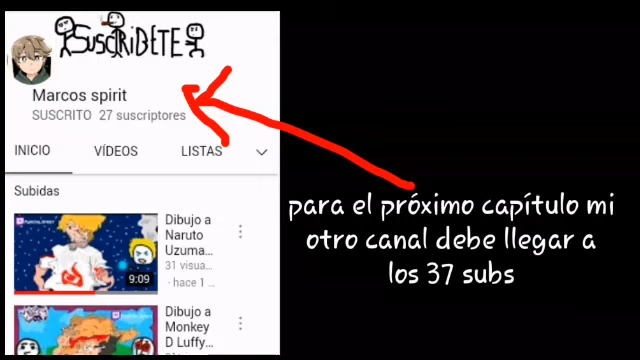 SUSCRIBETE
Marcos spirit
SUSCRITO 27 suscriptores
INICIO VÍDEOS LISTAS
Subidas
Dibujo a
Naruto
Uzuma...
31 visua...
· hace 1 ...
9:09
Dibujo a
Monkey
D Luffy...
para el próximo capítulo mi
otro canal debe llegar a
los 37 subs